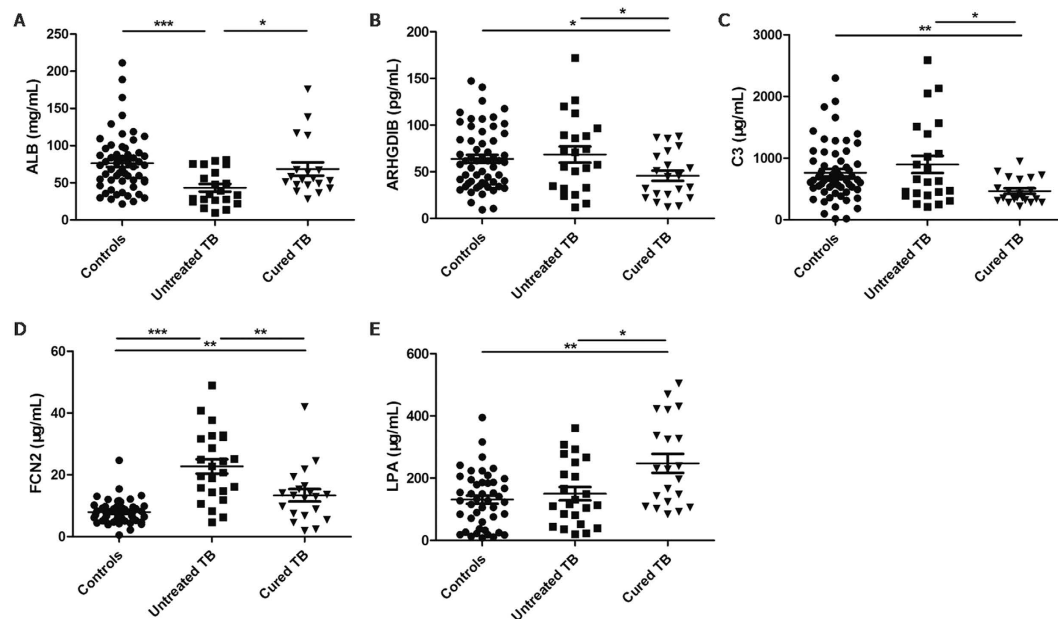 A
*** *
ALB (mg/mL)
250
200
150
100
50
0
Controls
Untreated TB
Cured TB
B
*
*
ARHGDIB (pg/mL)
200
150
100
50
0
Controls
Untreated TB
Cured TB
C
*
**
C3 (µg/mL)
3000
2000
1000
0
Controls
Untreated TB
Cured TB
D
*** **
**
FCN2 (µg/mL)
60
40
20
0
Controls
Untreated TB
Cured TB
E
*
**
LPA (µg/mL)
600
400
200
0
Controls
Untreated TB
Cured TB